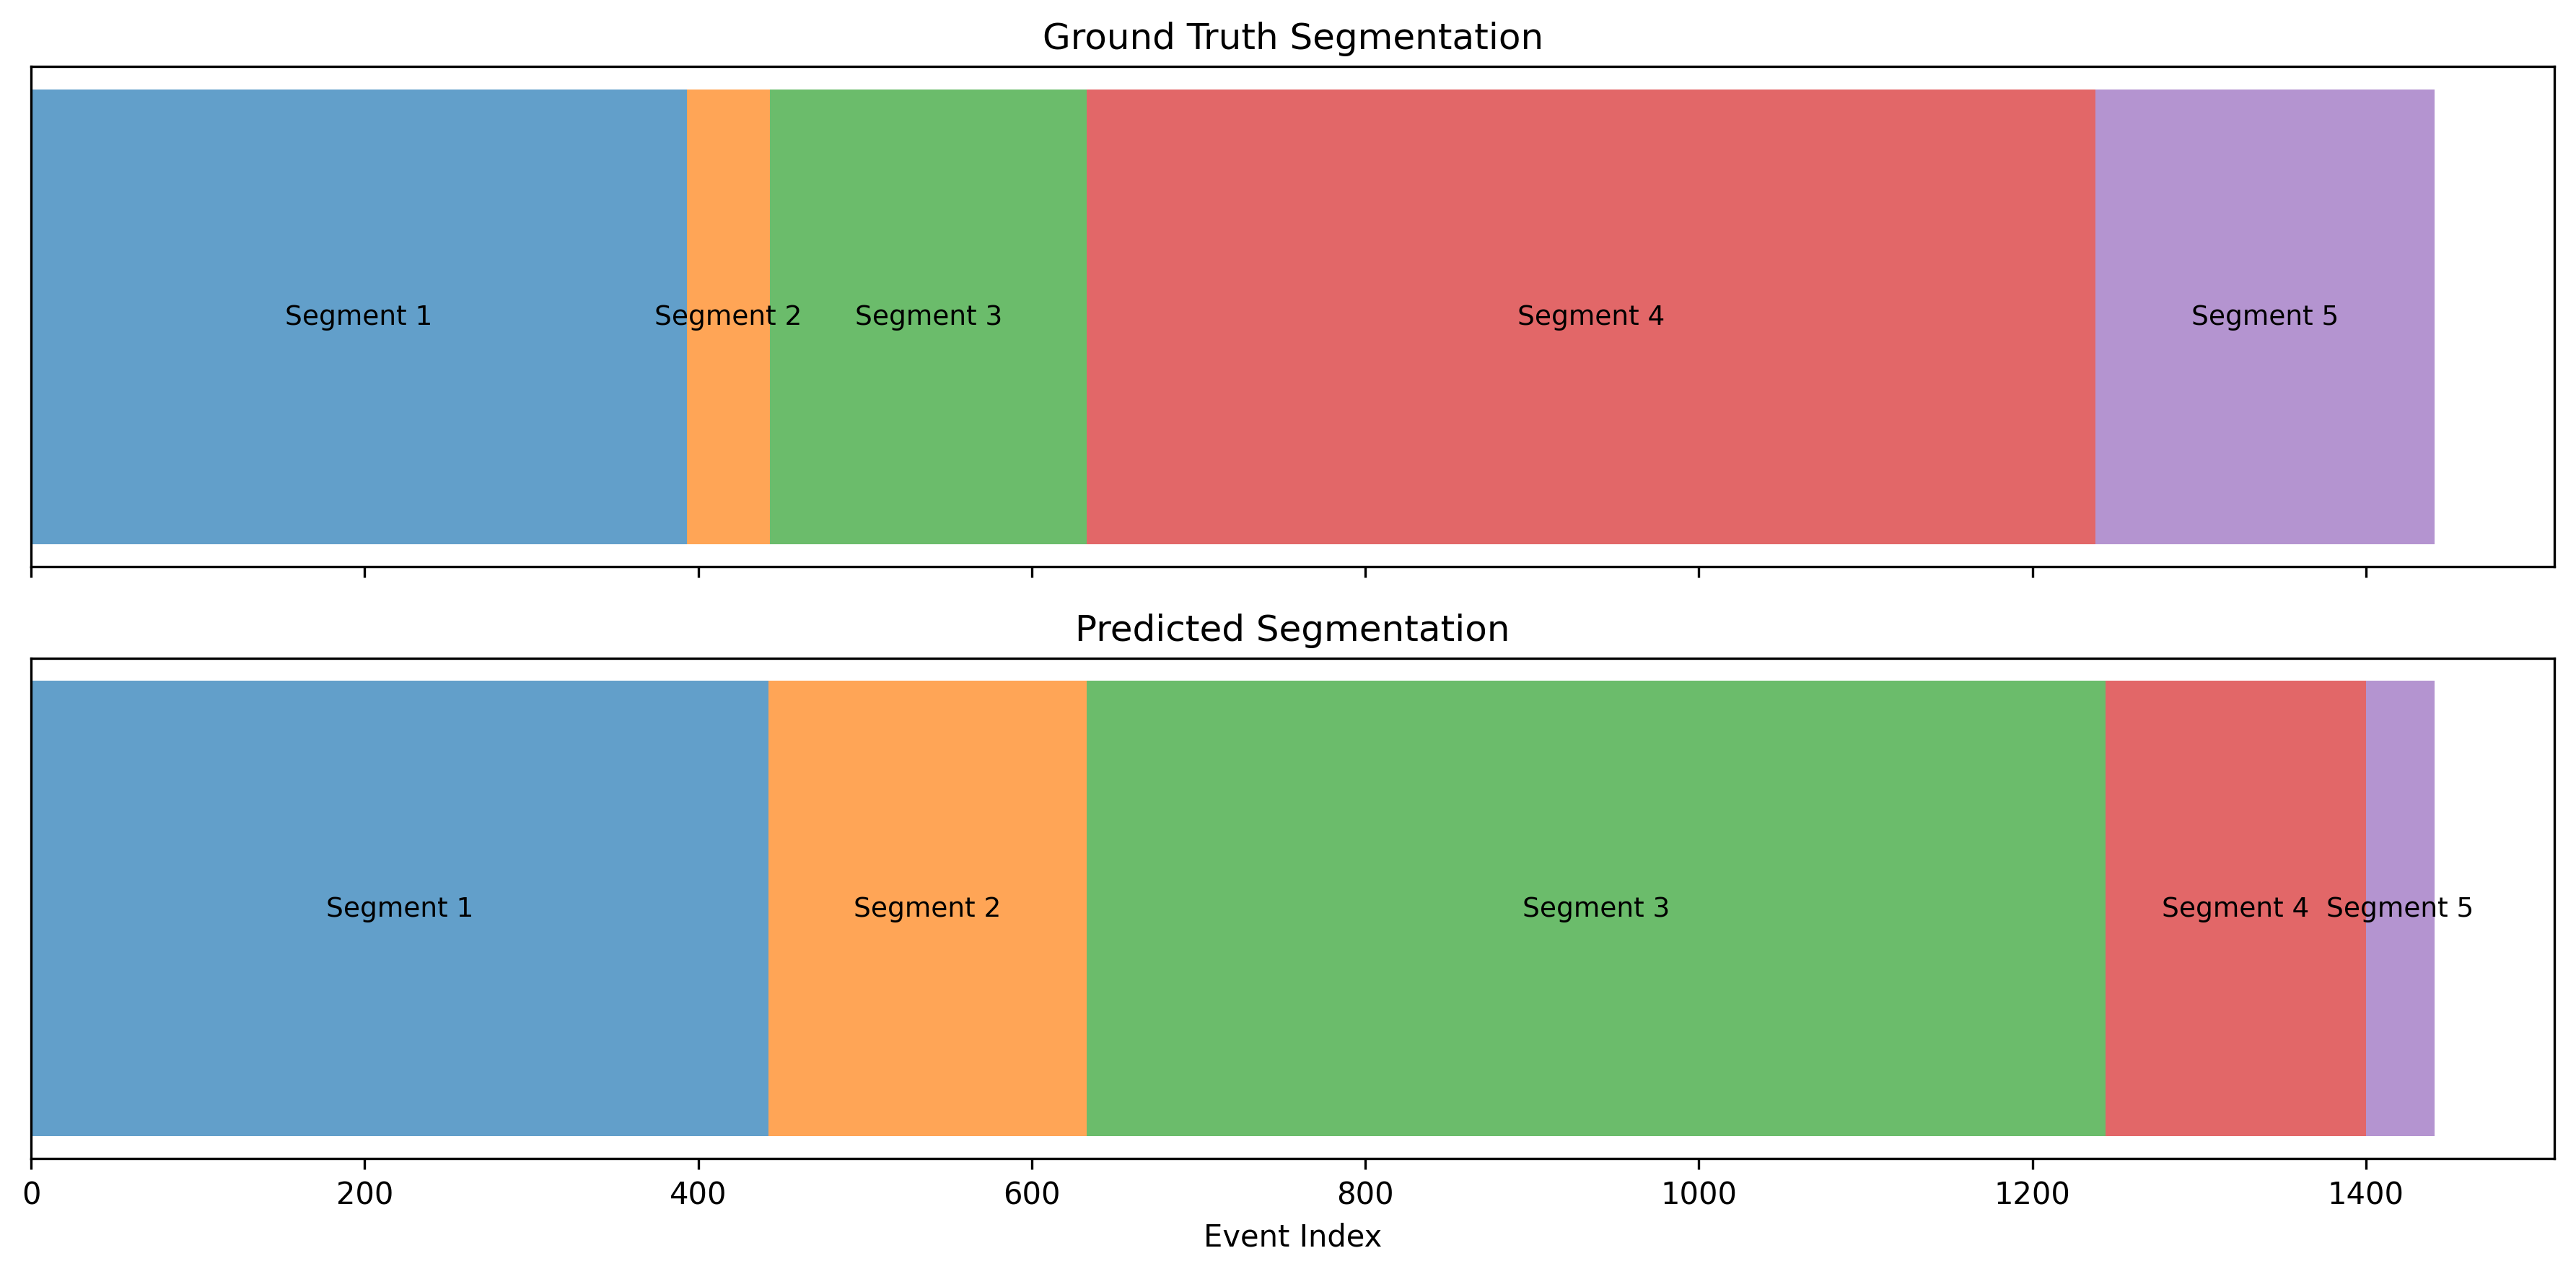 Ground Truth Segmentation
Segment 1 Segment 2 Segment 3 Segment 4 Segment 5
Predicted Segmentation
Segment 1 Segment 2 Segment 3 Segment 4 Segment 5
0 200 400 600 800 1000 1200 1400
Event Index